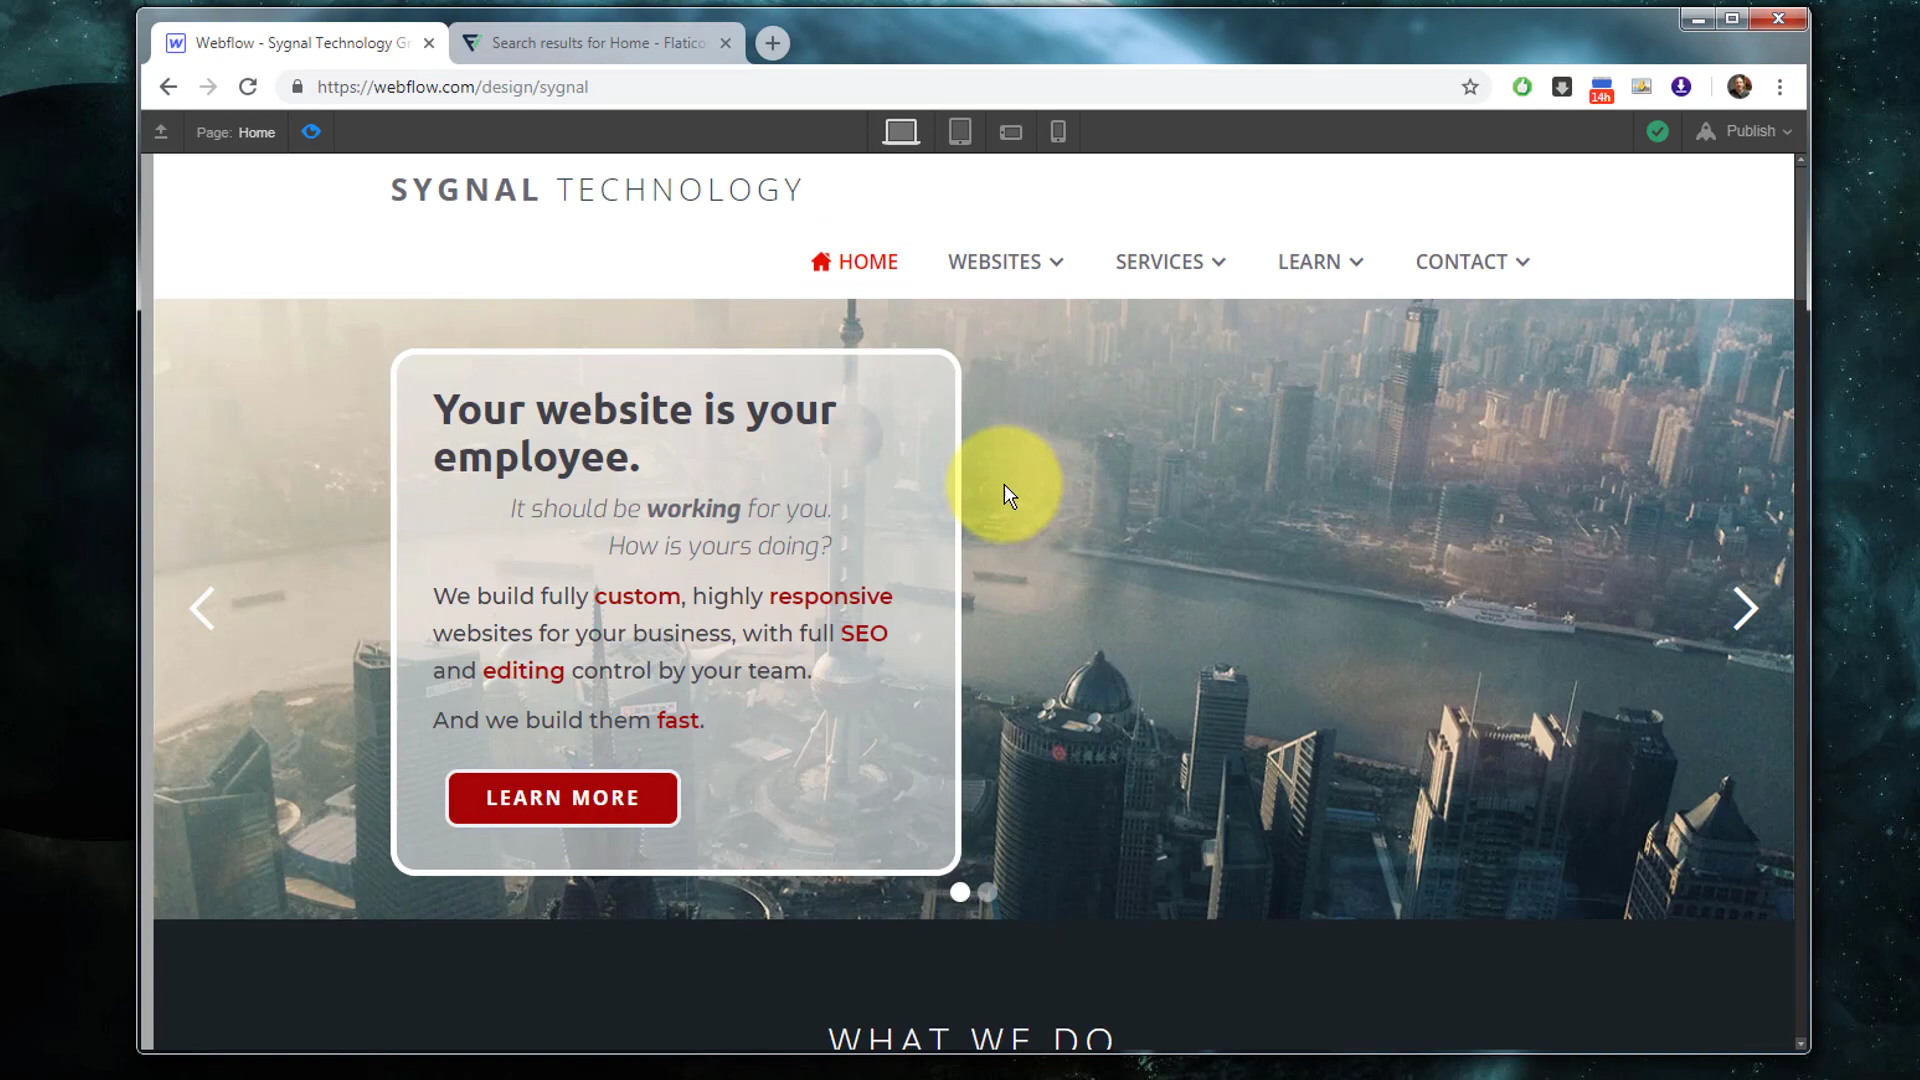 Webflow - Sygnal Technology Gr
Search results for Home - Flatico
https://webflow.com/design/sygnal
14h
Page: Home
Publish
SYGNAL TECHNOLOGY
HOME
WEBSITES
SERVICES
LEARN
CONTACT
Your website is your
employee.
It should be working for you.
How is yours doing?
We build fully custom, highly responsive
websites for your business, with full SEO
and editing control by your team.
And we build them fast.
LEARN MORE
WHAT WE DO